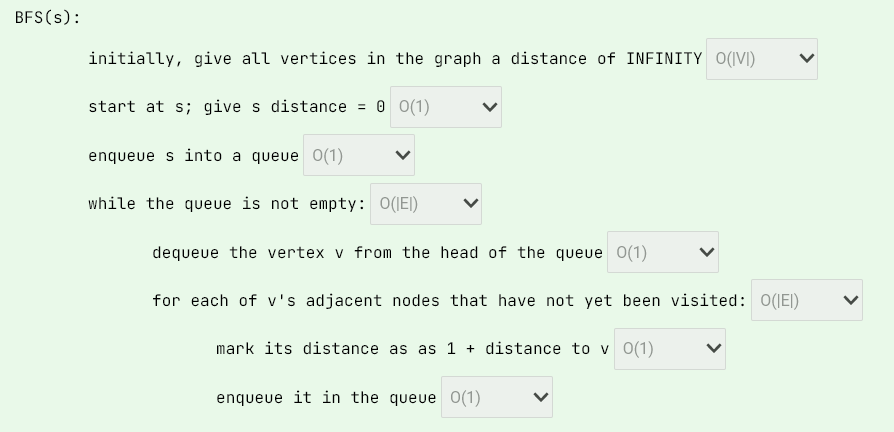 BFS(s):
initially, give all vertices in the graph a distance of INFINITY O(|V|)
start at s; give s distance = 0 O(1)
enqueue s into a queue O(1)
while the queue is not empty: O(|E|)
dequeue the vertex v from the head of the queue O(1)
for each of v's adjacent nodes that have not yet been visited: O(|E|)
mark its distance as as 1 + distance to v O(1)
enqueue it in the queue O(1)